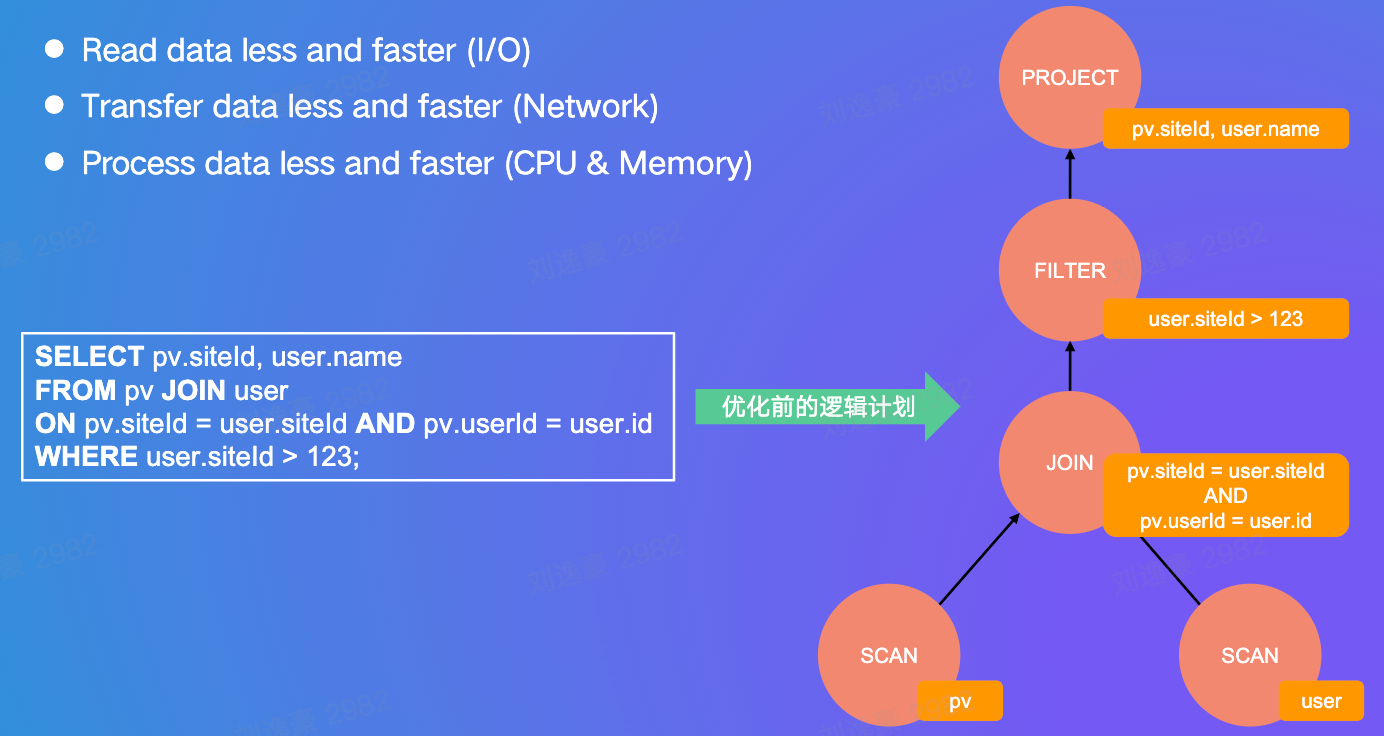 Read data less and faster (I/O)
Transfer data less and faster (Network)
Process data less and faster (CPU & Memory)
SELECT pv.siteId, user.name
FROM pv JOIN user
ON pv.siteId = user.siteId AND pv.userId = user.id
WHERE user.siteId > 123;
优化前的逻辑计划
PROJECT
pv.siteId, user.name
FILTER
user.siteId > 123
JOIN
pv.siteId = user.siteId
AND
pv.userId = user.id
SCAN
pv
SCAN
user
刘逸豪 2982